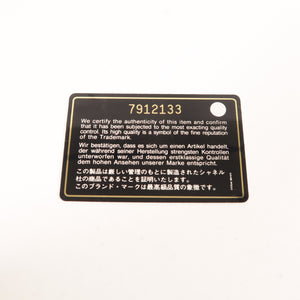 7912133
We certify the authenticity of this item and confirm
that it has been subjected to the most exacting quality
control. Its high quality is a symbol of the fine reputation
of the Trademark.
Wir bestätigen, dass es sich um einen Artikel handelt,
der während seiner Herstellung strengsten Kontrollen
unterworfen war, und dessen erstklassige Qualität
dem hohen Ansehen unserer Marke entspricht.
この製品は厳しい管理のもとに製造されたシャネル
社の商品であることを証明いたします。
このブランド・マークは最高級品質の象徴です。